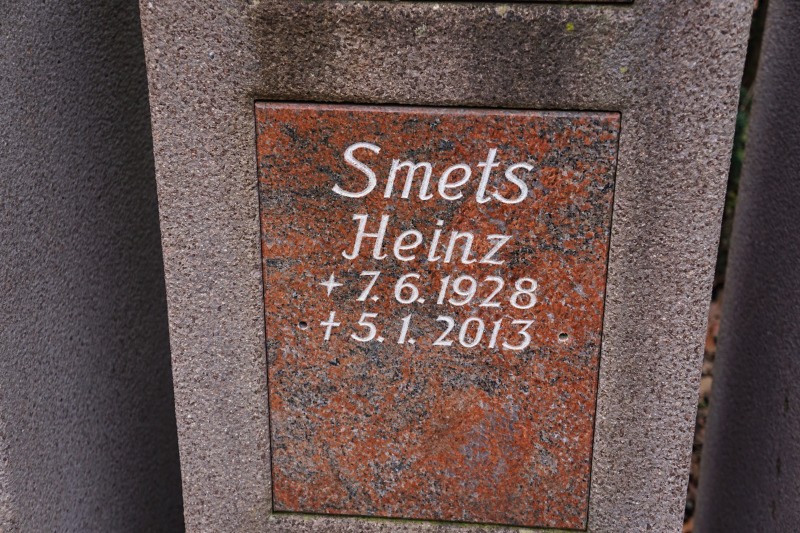 Smets
Heinz
+ 7. 6. 1928
† 5. 1. 2013